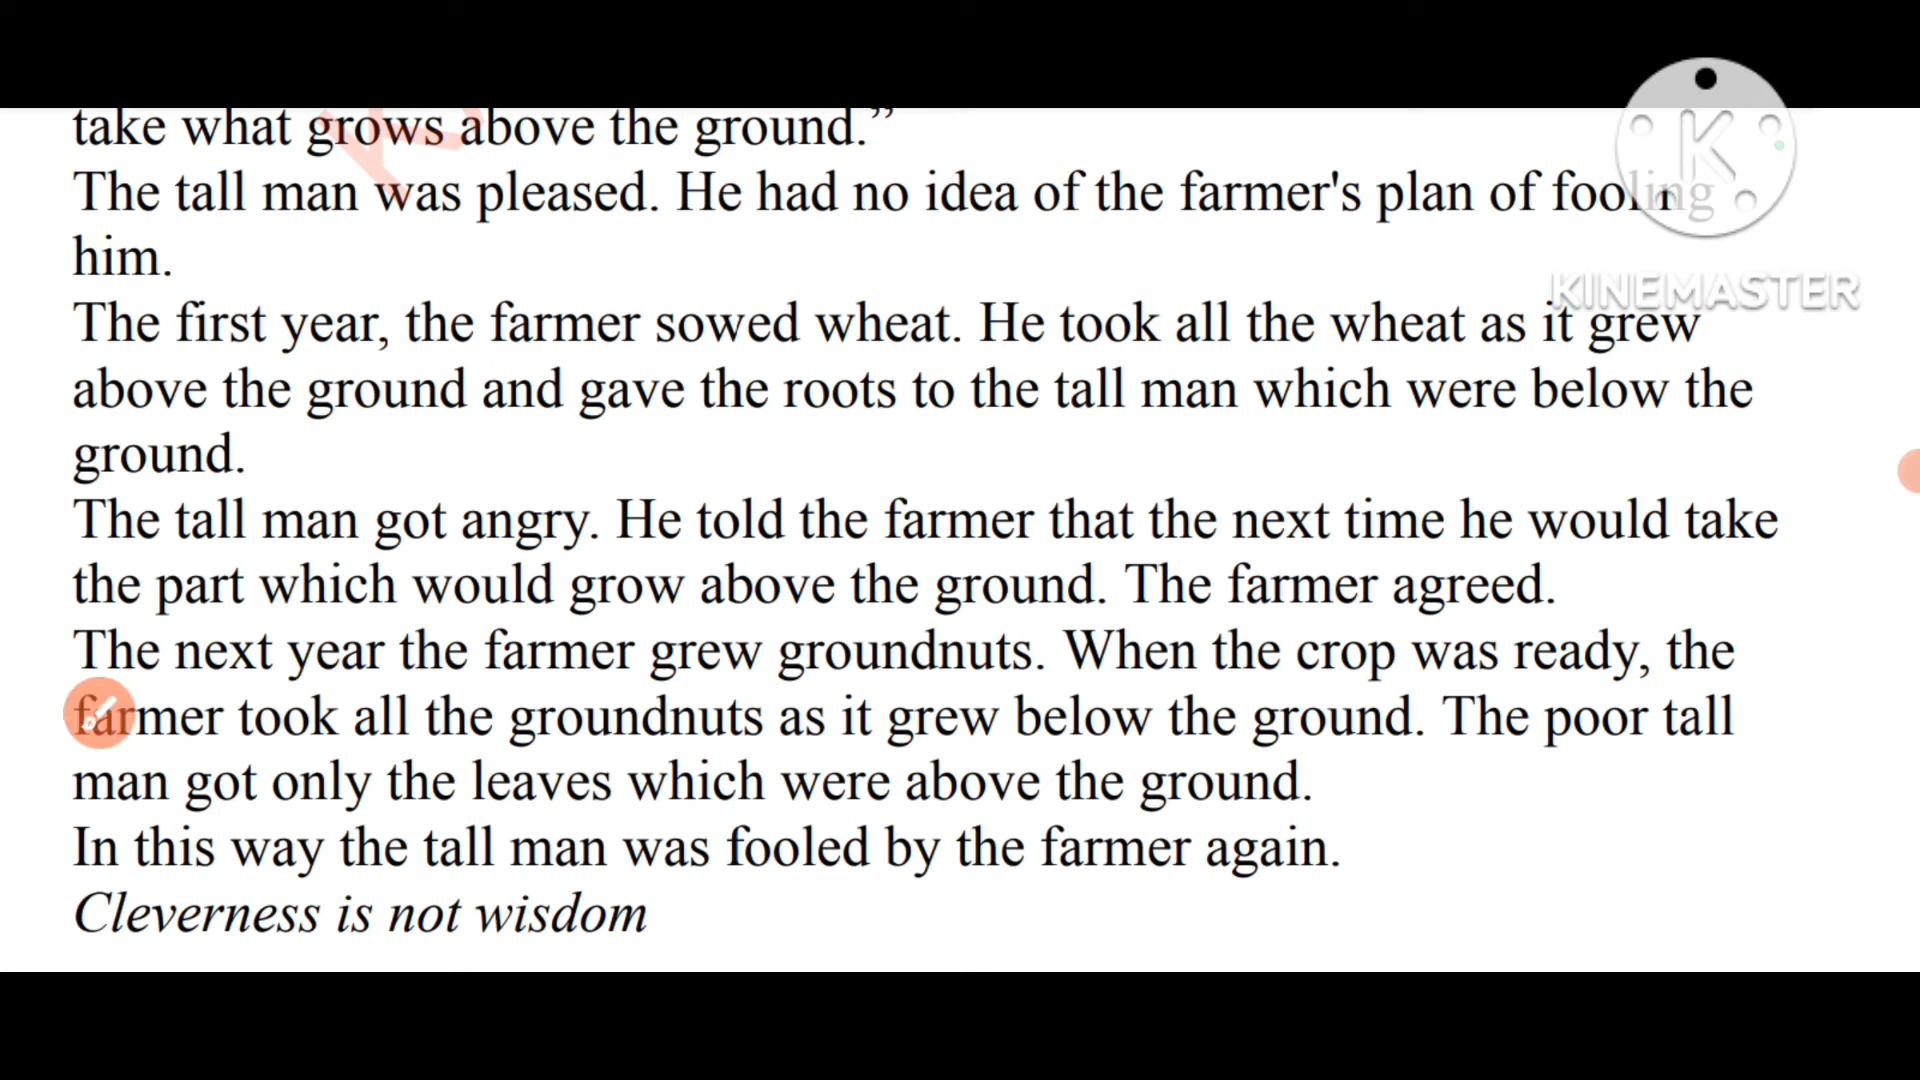 take what grows above the ground.”
The tall man was pleased. He had no idea of the farmer's plan of fooling
him.
The first year, the farmer sowed wheat. He took all the wheat as it grew
above the ground and gave the roots to the tall man which were below the
ground.
The tall man got angry. He told the farmer that the next time he would take
the part which would grow above the ground. The farmer agreed.
The next year the farmer grew groundnuts. When the crop was ready, the
farmer took all the groundnuts as it grew below the ground. The poor tall
man got only the leaves which were above the ground.
In this way the tall man was fooled by the farmer again.
Cleverness is not wisdom
K
KINEMASTER
K